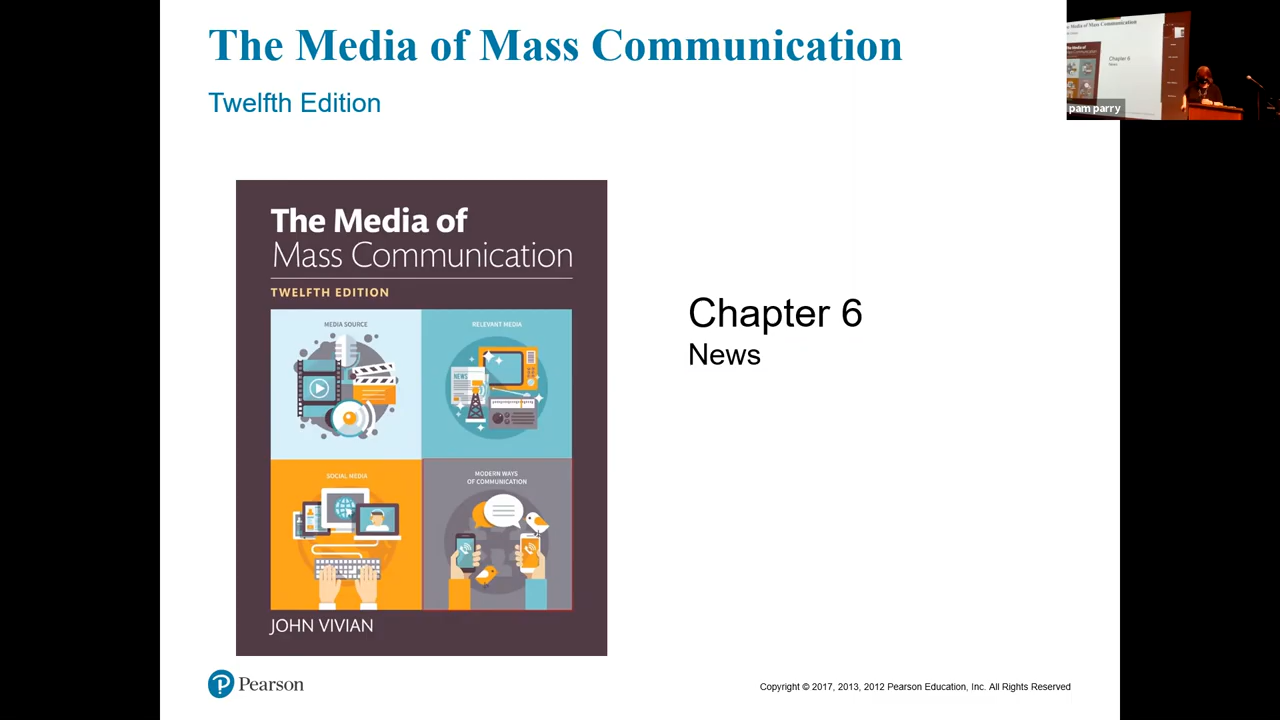 The Media of Mass Communication
Twelfth Edition
The Media of
Mass Communication
TWELFTH EDITION
MEDIA SOURCE
RELEVANT MEDIA
NEWS
SOCIAL MEDIA
MODERN WAYS
OF COMMUNICATION
JOHN VIVIAN
Chapter 6
News
Pearson
Copyright © 2017, 2013, 2012 Pearson Education, Inc. All Rights Reserved
Chapter 6
pam parry